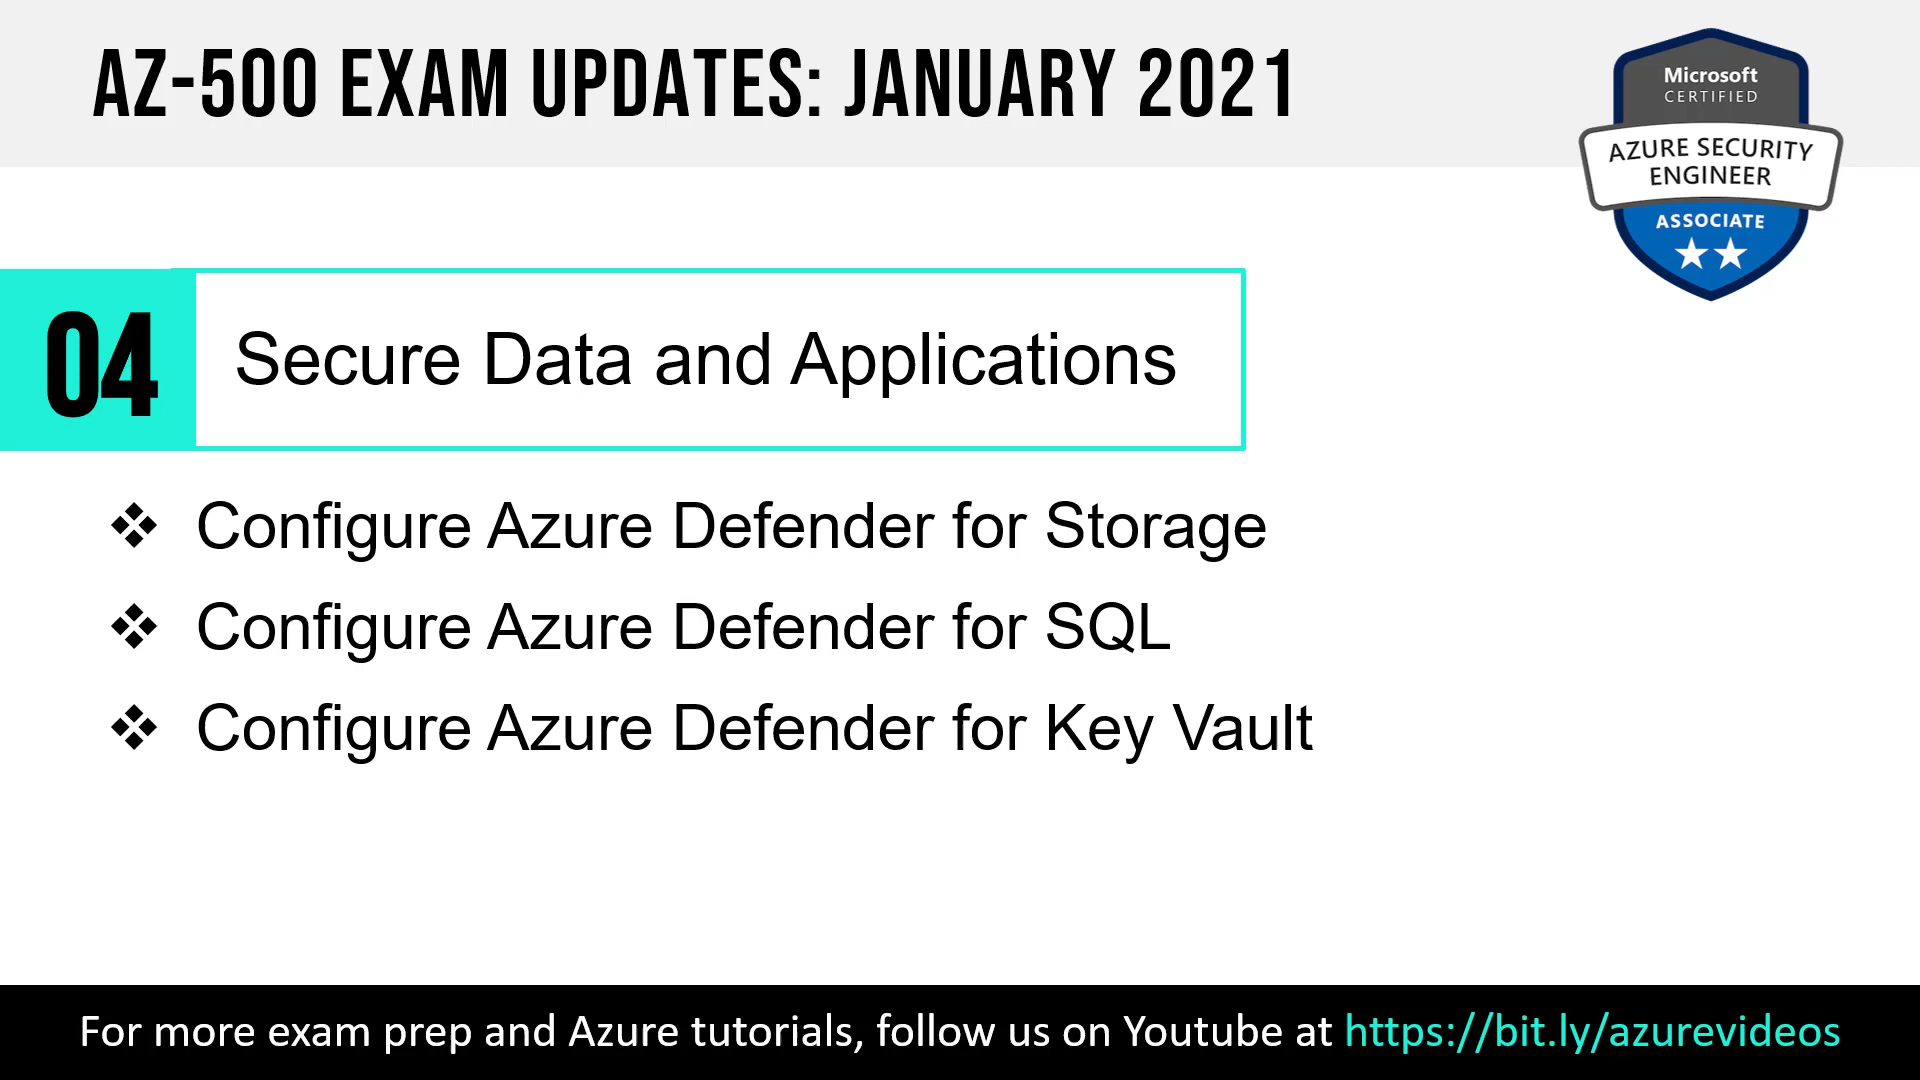 AZ-500 EXAM UPDATES: JANUARY 2021
Microsoft
CERTIFIED
AZURE SECURITY
ENGINEER
ASSOCIATE
04
Secure Data and Applications
❖ Configure Azure Defender for Storage
❖ Configure Azure Defender for SQL
❖ Configure Azure Defender for Key Vault
For more exam prep and Azure tutorials, follow us on Youtube at https://bit.ly/azurevideos